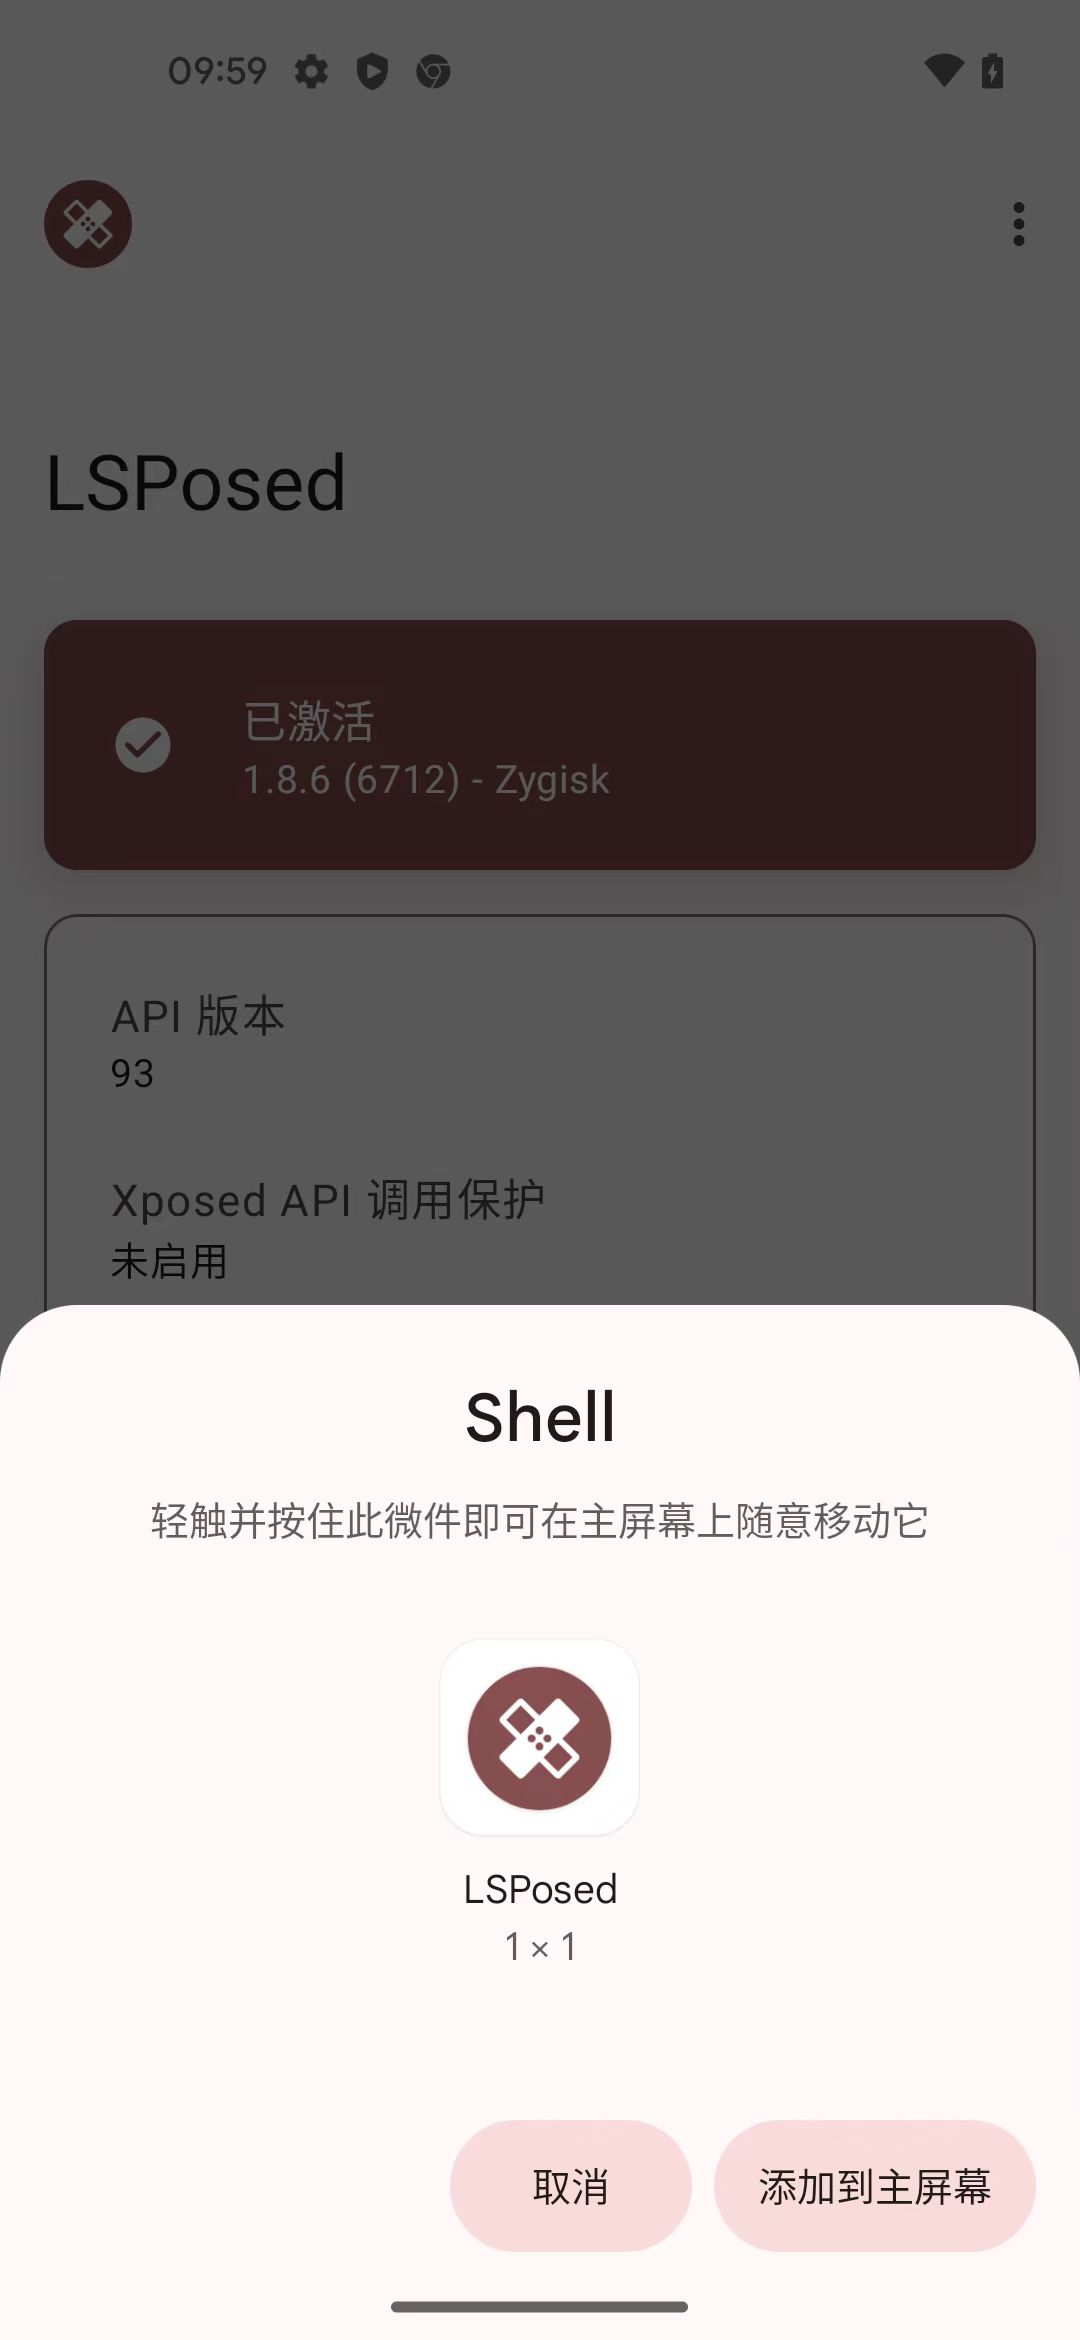 09:59
LSPosed
已激活
1.8.6 (6712) - Zygisk
API 版本
93
Xposed API 调用保护
未启用
Shell
轻触并按住此微件即可在主屏幕上随意移动它
LSPosed
1 × 1
取消
添加到主屏幕